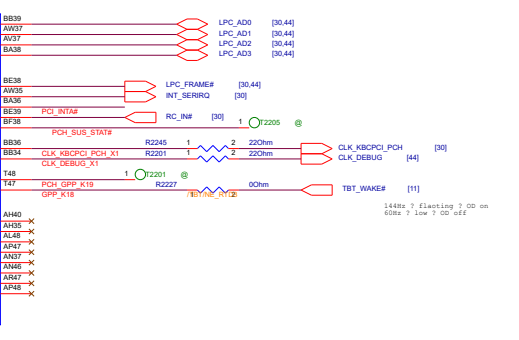 BB39 LPC_AD0 [30,44]
AW37 LPC_AD1 [30,44]
AV37 LPC_AD2 [30,44]
BA38 LPC_AD3 [30,44]
BE38 LPC_FRAME# [30,44]
AW35 INT_SERIRQ [30]
BA36
BE39 PCI_INTA# RC_IN# [30]
BF38 1 T2205 @
PCH_SUS_STAT#
BB36 R2245 1 2 22Ohm CLK_KBCPCI_PCH [30]
BB34 CLK_KBCPCI_PCH_X1 R2201 1 2 22Ohm CLK_DEBUG [44]
CLK_DEBUG_X1
T48 1 T2201 @
T47 PCH_GPP_K19 R2227 0Ohm TBT_WAKE# [11]
GPP_K18 1 2
144Hz ? flaoting ? OD on
60Hz ? low ? OD off
AH40
AH35
AL48
AP47
AN37
AN46
AR47
AP48